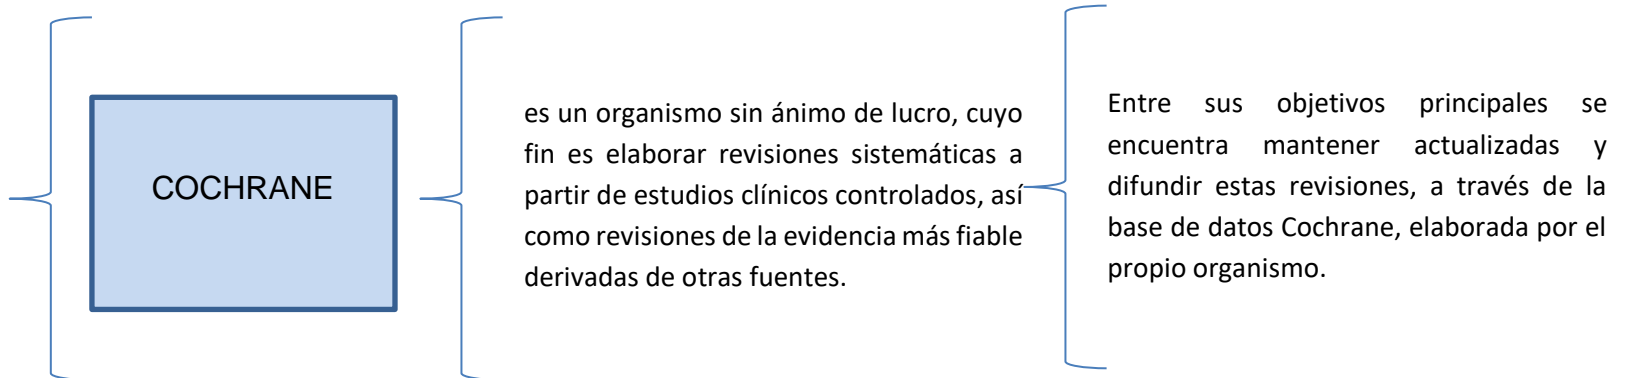 COCHRANE
es un organismo sin ánimo de lucro, cuyo
fin es elaborar revisiones sistemáticas a
partir de estudios clínicos controlados, así
como revisiones de la evidencia más fiable
derivadas de otras fuentes.
Entre sus objetivos principales se
encuentra mantener actualizadas y
difundir estas revisiones, a través de la
base de datos Cochrane, elaborada por el
propio organismo.